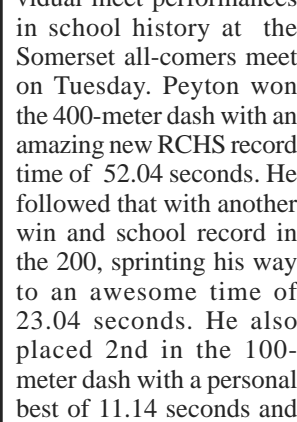 vidual meet performances
in school history at the
Somerset all-comers meet
on Tuesday. Peyton won
the 400-meter dash with an
amazing new RCHS record
time of 52.04 seconds. He
followed that with another
win and school record in
the 200, sprinting his way
to an awesome time of
23.04 seconds. He also
placed 2nd in the 100-
meter dash with a personal
best of 11.14 seconds and